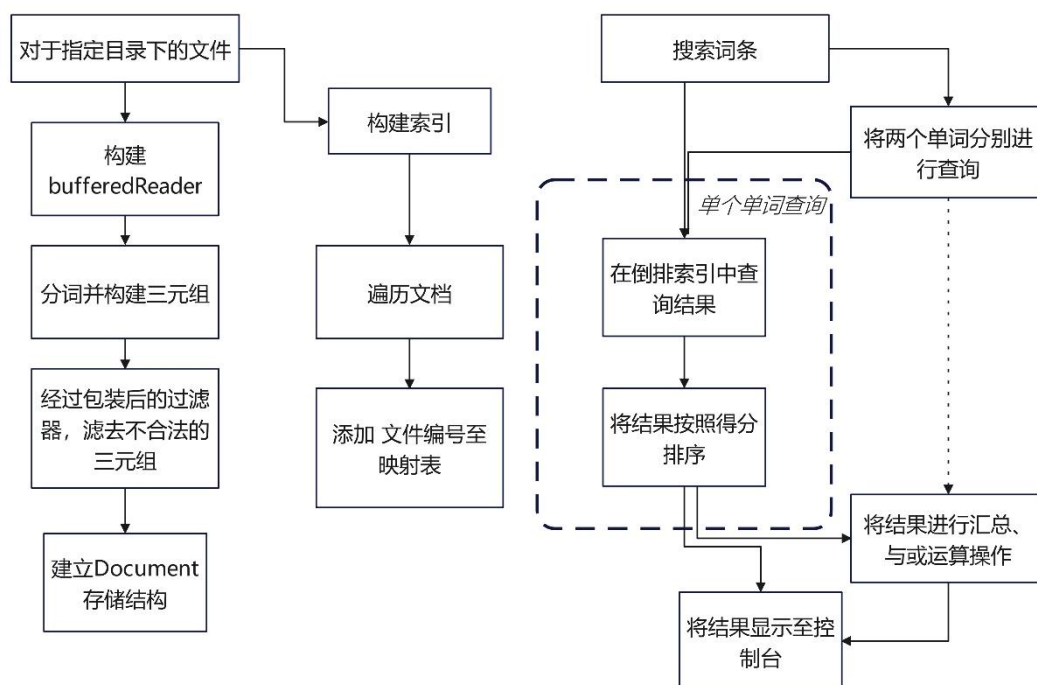 对于指定目录下的文件
构建
bufferedReader
分词并构建三元组
经过包装后的过滤
器，滤去不合法的
三元组
建立Document
存储结构
构建索引
遍历文档
添加 文件编号至
映射表
搜索词条
将两个单词分别进
行查询
单个单词查询
在倒排索引中查
询结果
将结果按照得分
排序
将结果进行汇总、
与或运算操作
将结果显示至控
制台